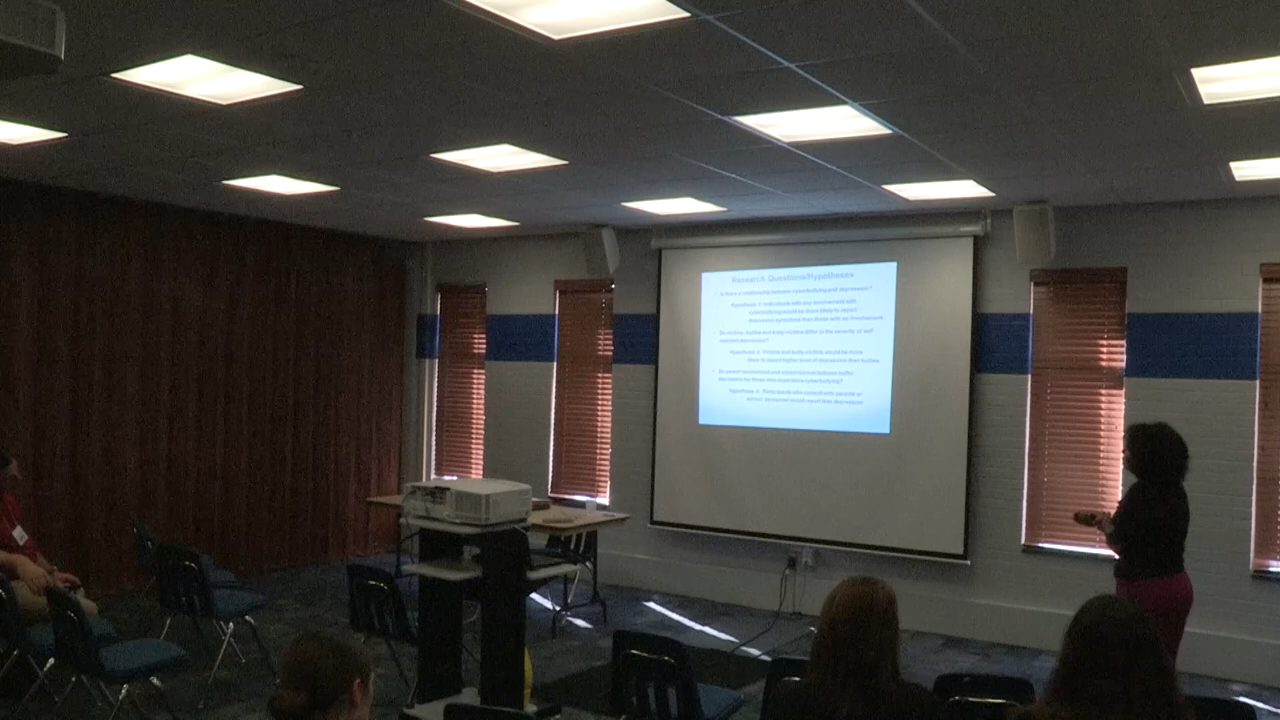 Research Questions/Hypotheses
Is there a relationship between cyberbullying and depression?
Hypothesis 1: Individuals with any involvement with
cyberbullying would be more likely to report
depressive symptoms than those with no involvement
Do victims, bullies and bully-victims differ in the severity of self
reported depression?
Hypothesis 2: Victims and bully-victims would be more
likely to report higher level of depression than bullies
Do parent involvement and school connectedness buffer
depression for those who experience cyberbullying?
Hypothesis 3: Participants who consult with parents or
school personnel would report less depression